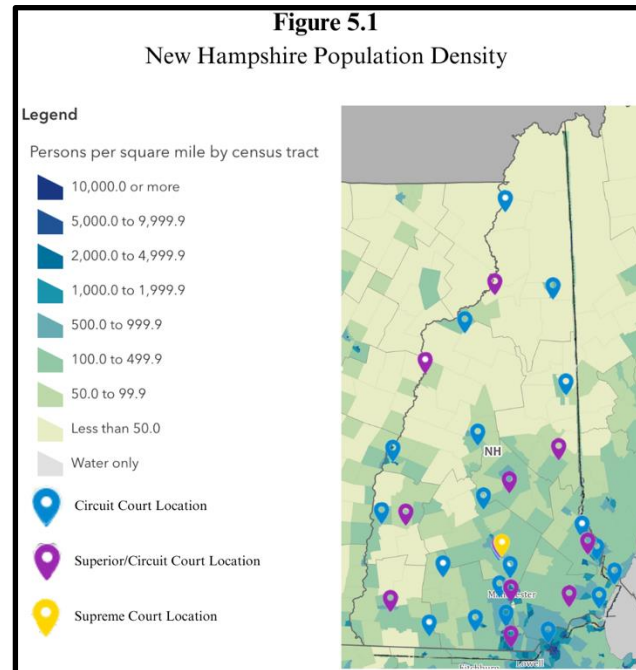 Figure 5.1
New Hampshire Population Density
Legend
Persons per square mile by census tract
10,000.0 or more
5,000.0 to 9,999.9
2,000.0 to 4,999.9
1,000.0 to 1,999.9
500.0 to 999.9
100.0 to 499.9
50.0 to 99.9
Less than 50.0
Water only
Circuit Court Location
Superior/Circuit Court Location
Supreme Court Location
NH
Lowell